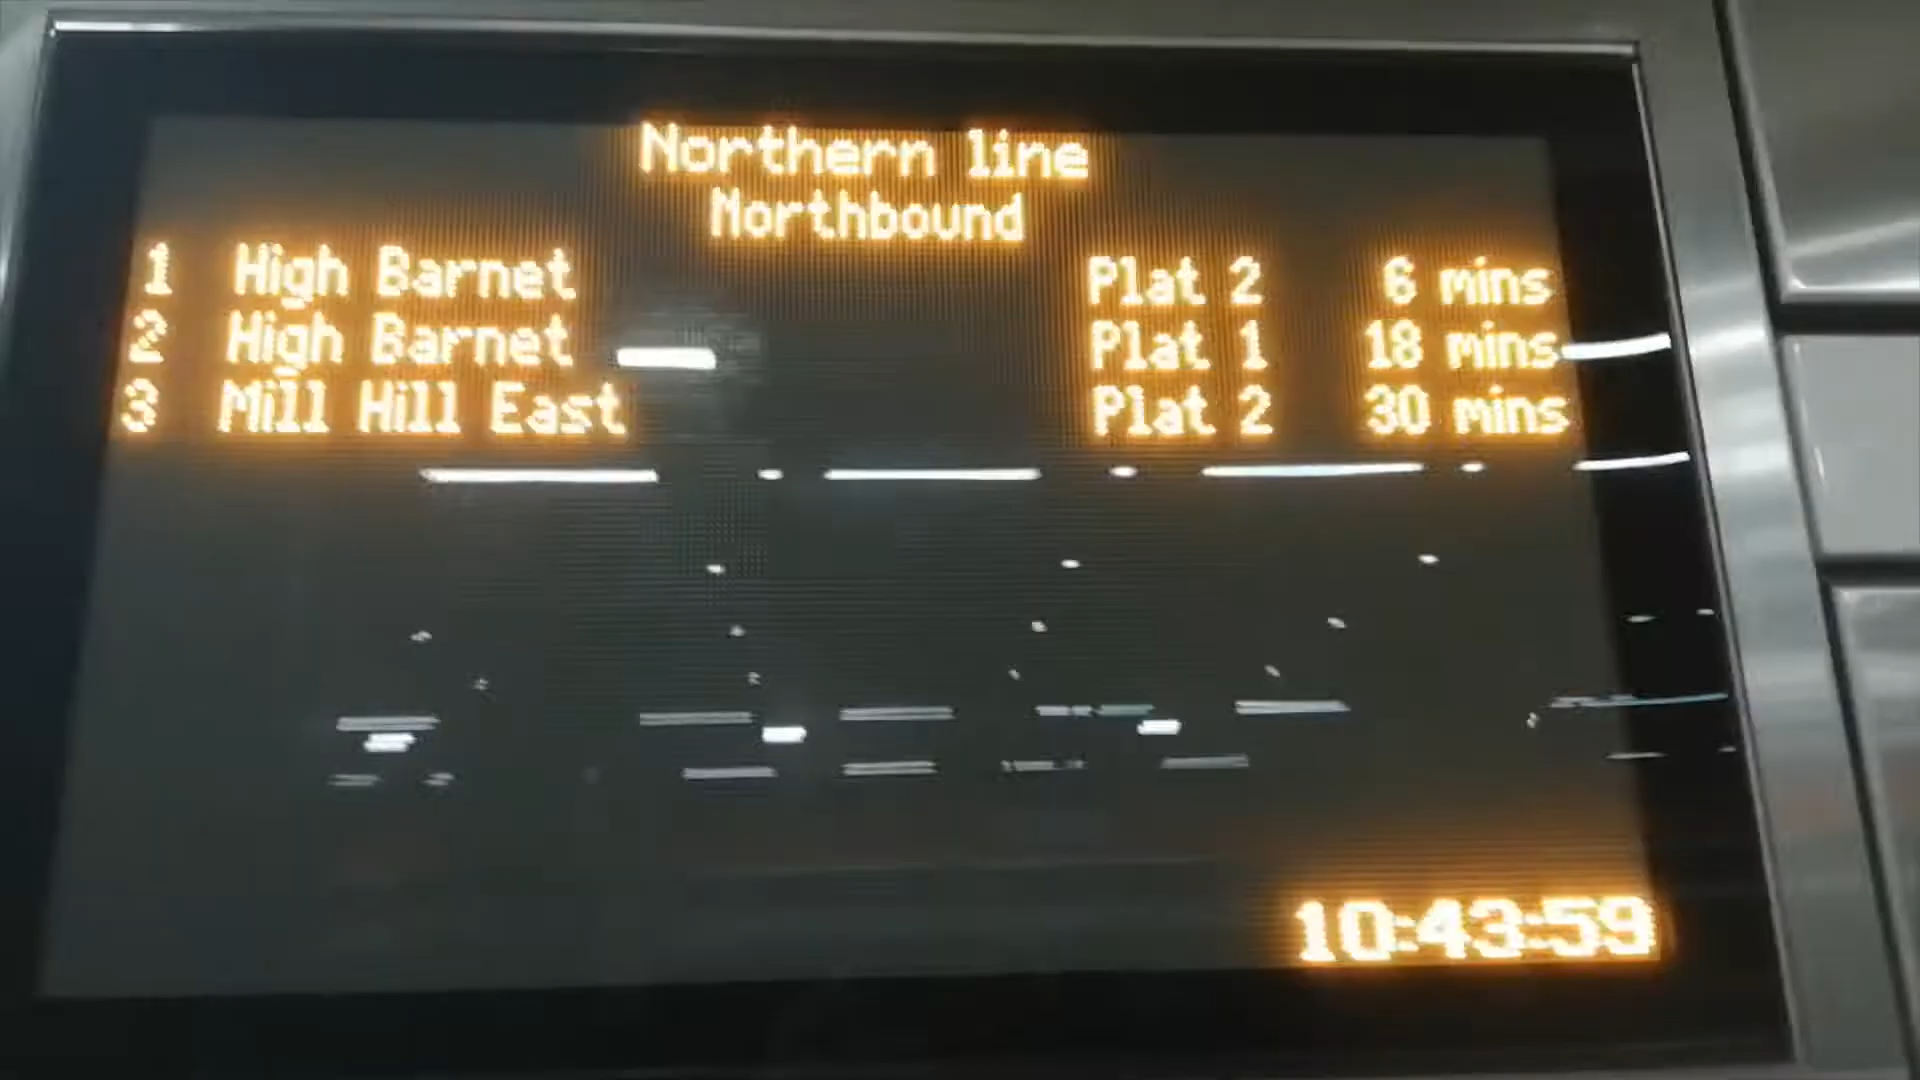 Northern line
Northbound
1 High Barnet Plat 2 6 mins
2 High Barnet Plat 1 18 mins
3 Mill Hill East Plat 2 30 mins
10:43:59